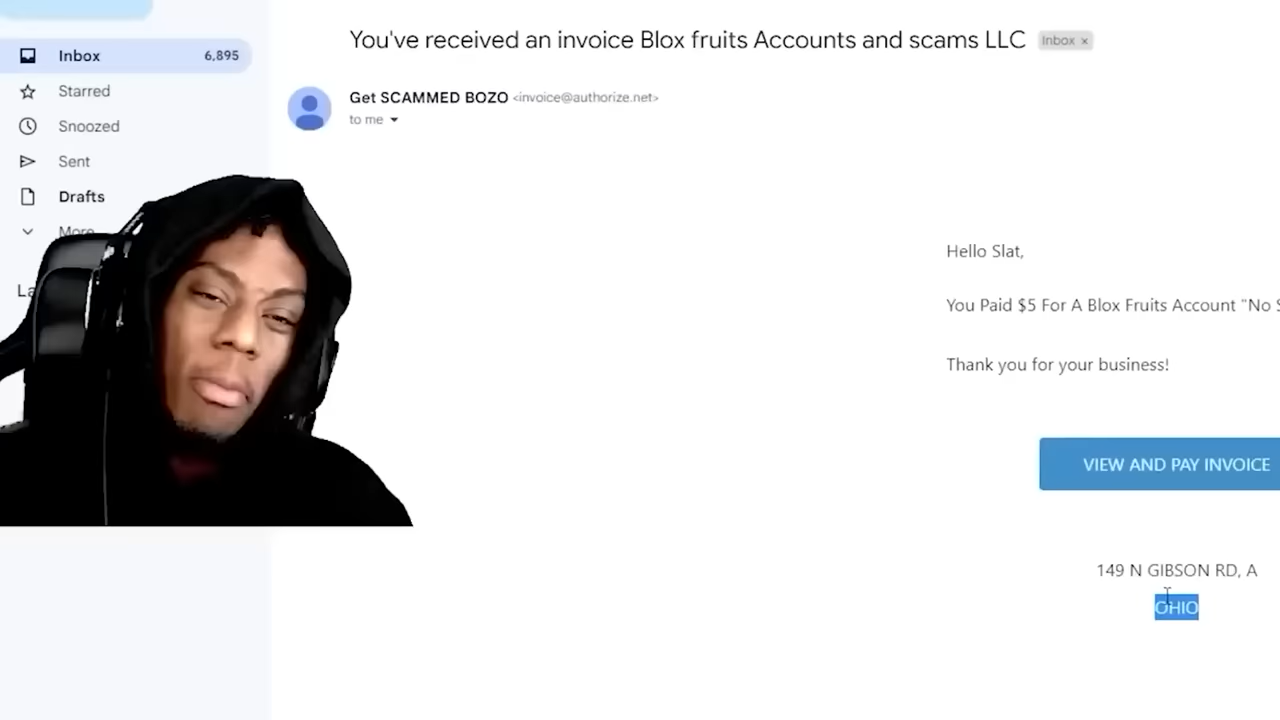 You've received an invoice Blox fruits Accounts and scams LLC
Inbox ×
Inbox 6,895
Starred
Snoozed
Sent
Drafts
More
La
Get SCAMMED BOZO <invoice@authorize.net>
to me
Hello Slat,
You Paid $5 For A Blox Fruits Account "No S
Thank you for your business!
VIEW AND PAY INVOICE
149 N GIBSON RD, A
OHIO